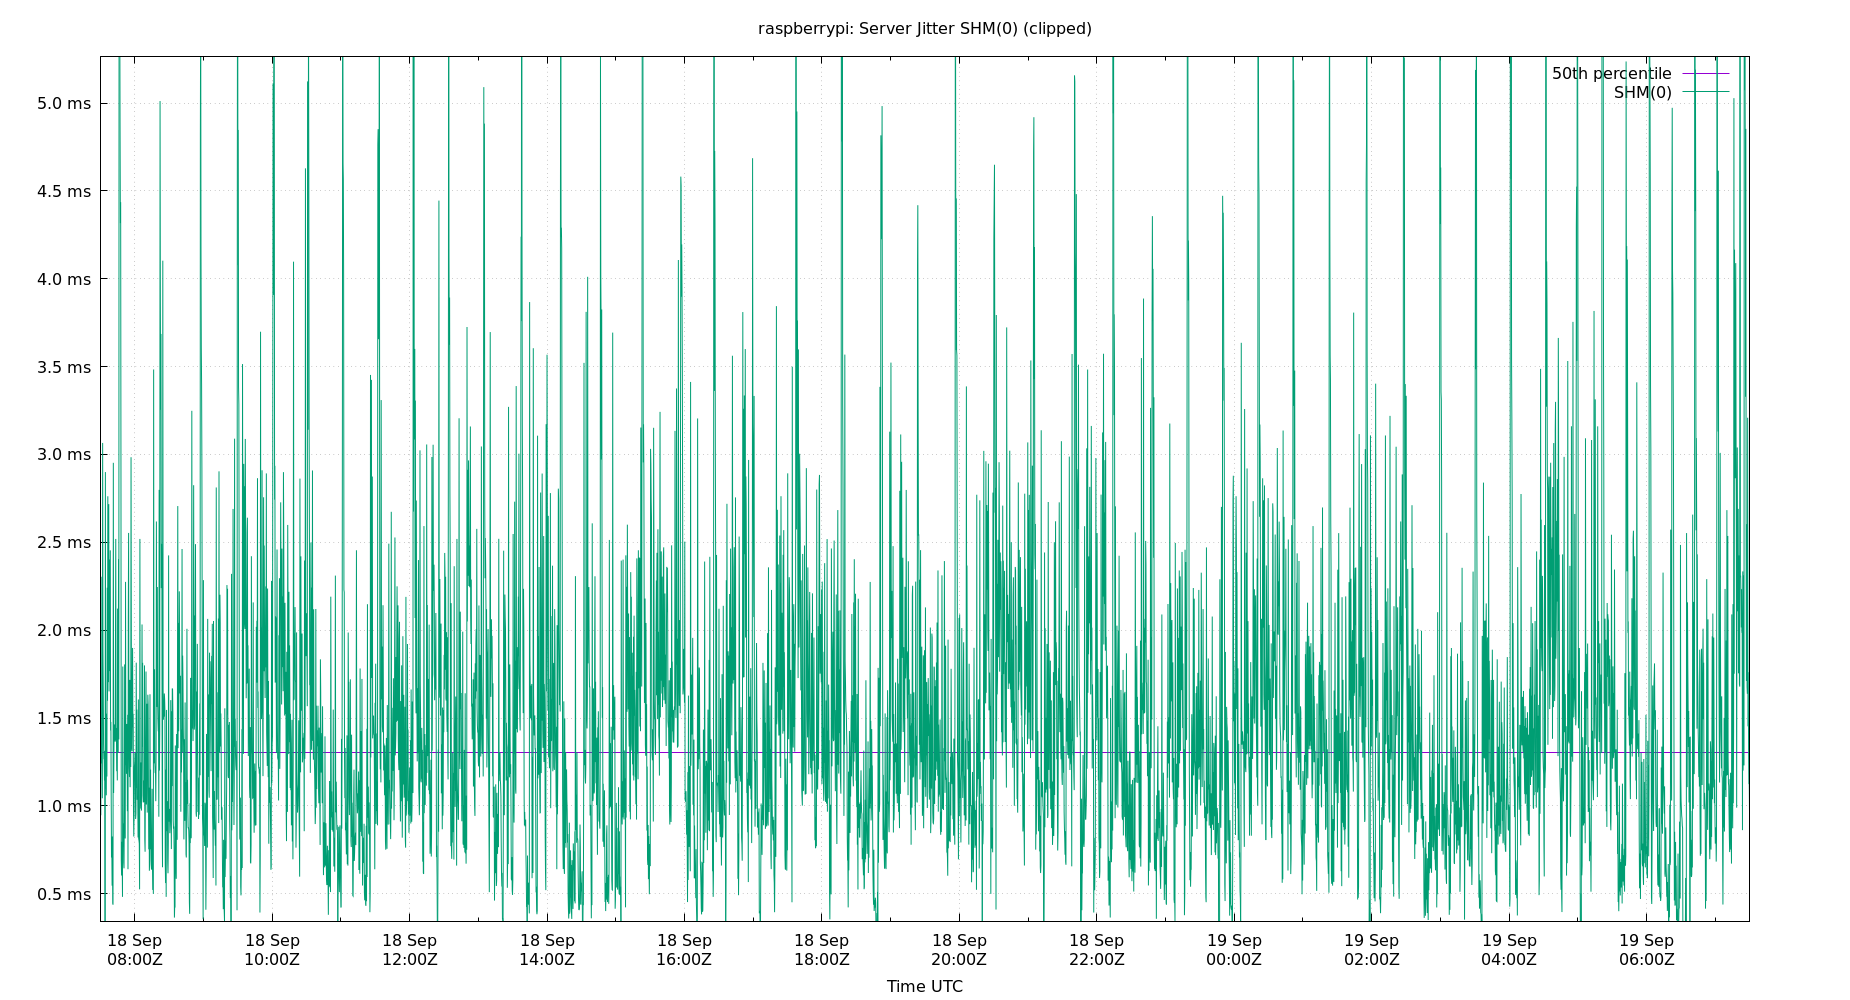 raspberrypi: Server Jitter SHM(0) (clipped)
50th percentile
SHM(0)
5.0 ms
4.5 ms
4.0 ms
3.5 ms
3.0 ms
2.5 ms
2.0 ms
1.5 ms
1.0 ms
0.5 ms
18 Sep 18 Sep 18 Sep 18 Sep 18 Sep 18 Sep 18 Sep 18 Sep 19 Sep 19 Sep 19 Sep 19 Sep
08:00Z 10:00Z 12:00Z 14:00Z 16:00Z 18:00Z 20:00Z 22:00Z 00:00Z 02:00Z 04:00Z 06:00Z
Time UTC